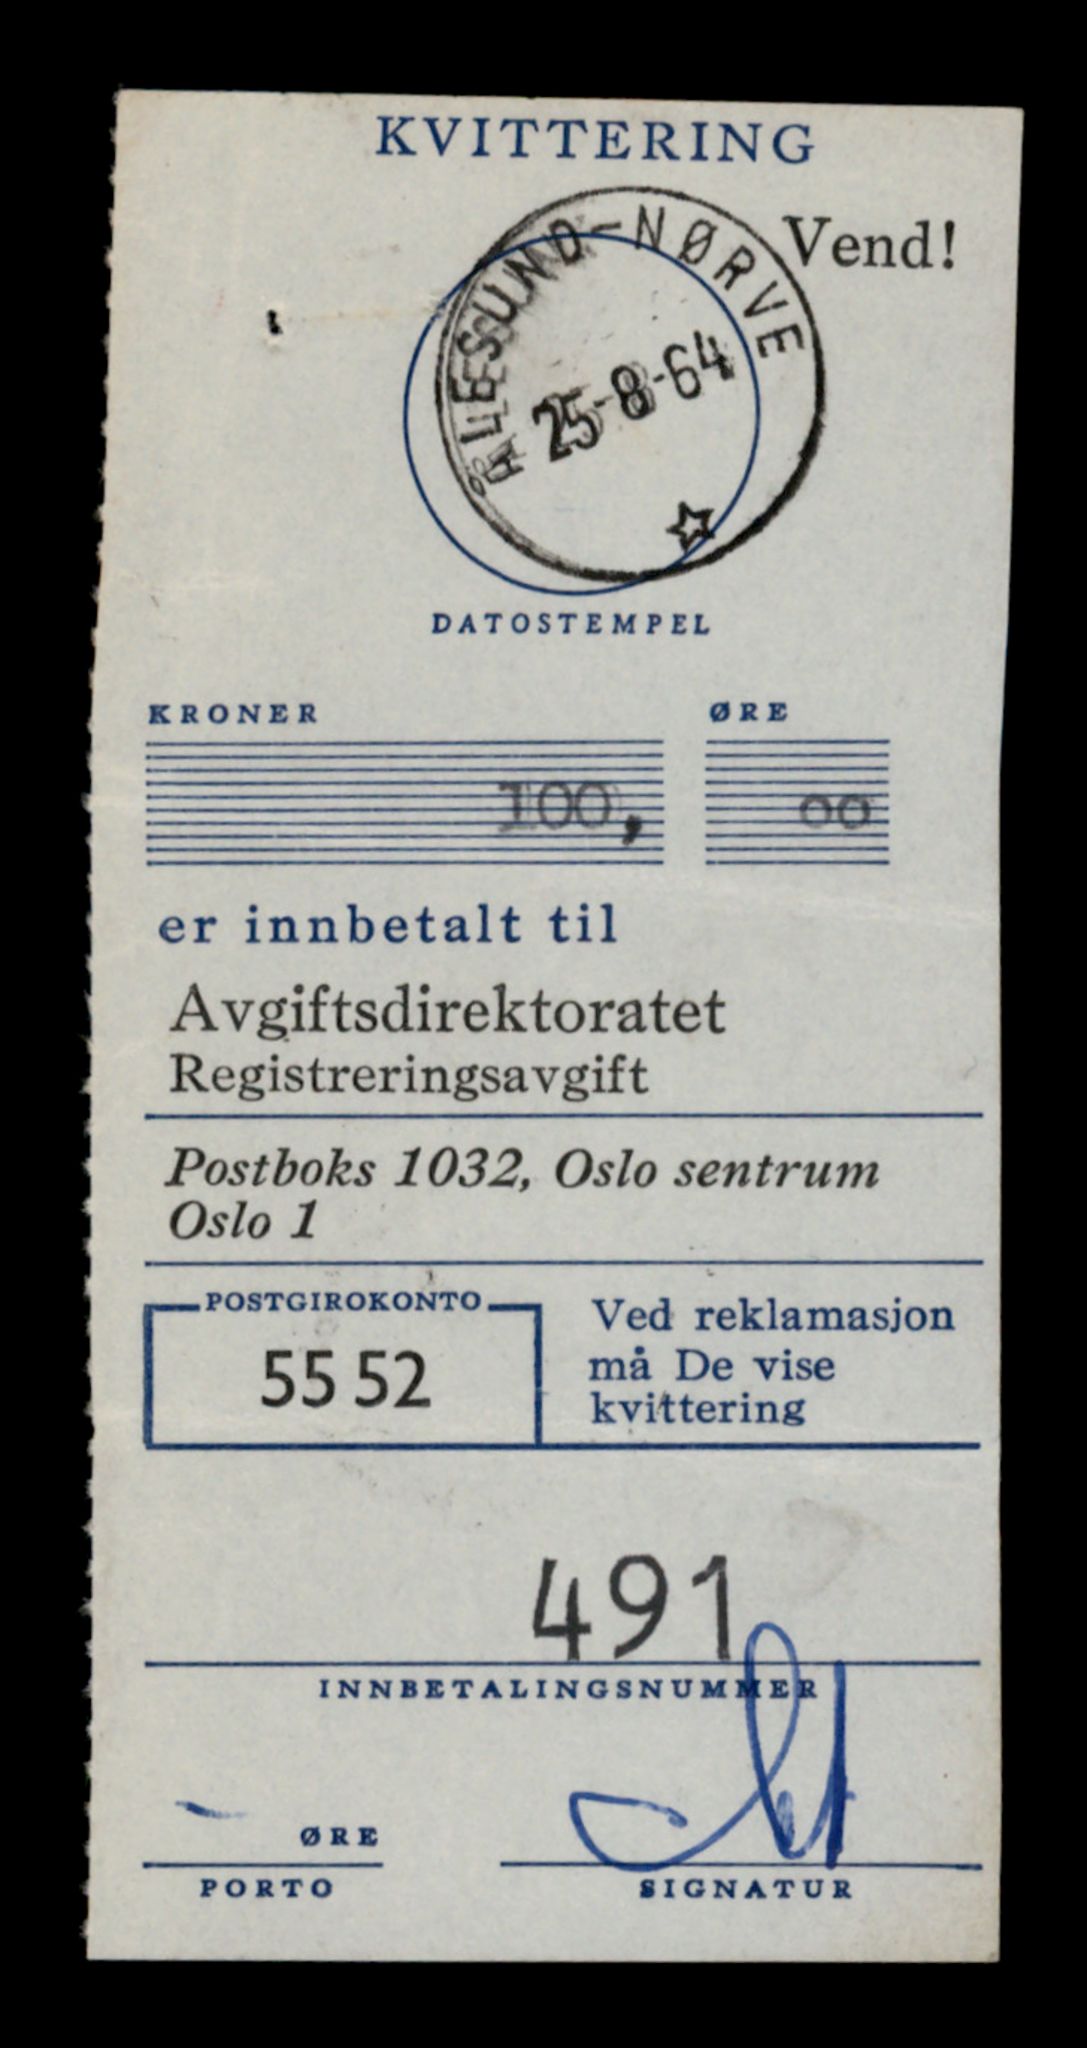 KVITTERING
Vend!
ÅLESUND-NØRVE
25-8-64
DATOSTEMPEL
KRONER ØRE
100, 00
er innbetalt til
Avgiftsdirektoratet
Registreringsavgift
Postboks 1032, Oslo sentrum
Oslo 1
POSTGIROKONTO
55 52
Ved reklamasjon
må De vise
kvittering
491
INNBETALINGSNUMMER
ØRE
PORTO
SIGNATUR